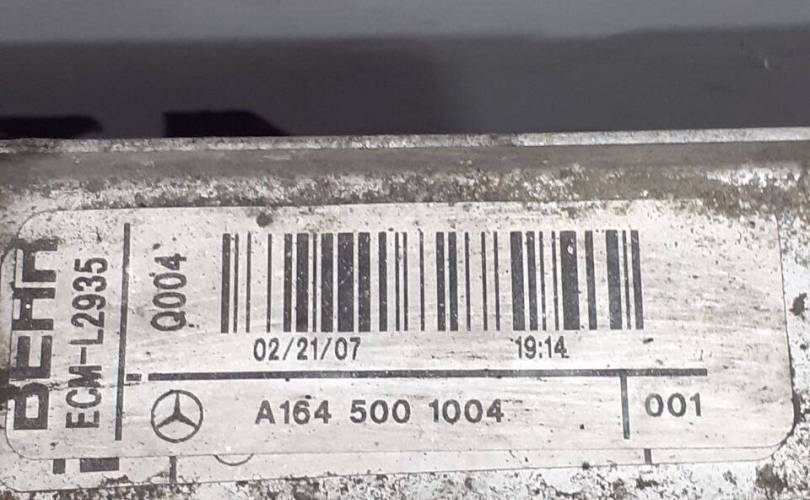 BEHR
ECM-L2935
Q004
02/21/07 19:14
A164 500 1004 001